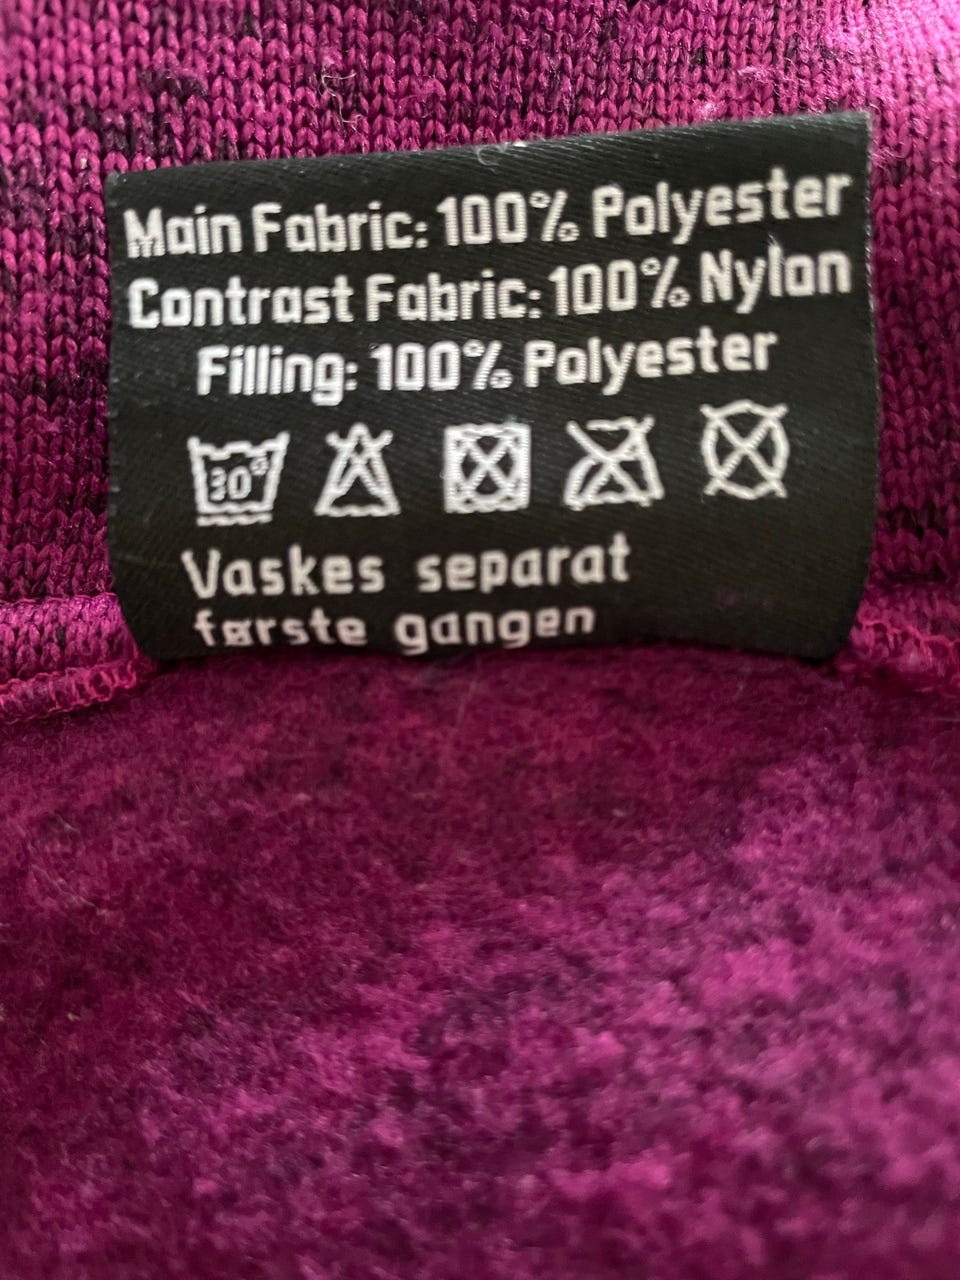 Main Fabric: 100% Polyester
Contrast Fabric: 100% Nylon
Filling: 100% Polyester
30°
Vaskes separat
første gangen